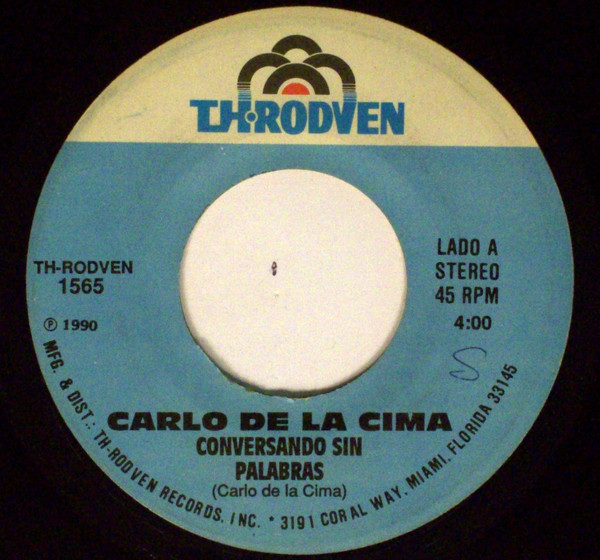 TH·RODVEN
TH-RODVEN
1565
℗ 1990
LADO A
STEREO
45 RPM
4:00
S
CARLO DE LA CIMA
CONVERSANDO SIN
PALABRAS
(Carlo de la Cima)
MFG. & DIST.: TH-RODVEN RECORDS, INC. * 3191 CORAL WAY, MIAMI, FLORIDA 33145